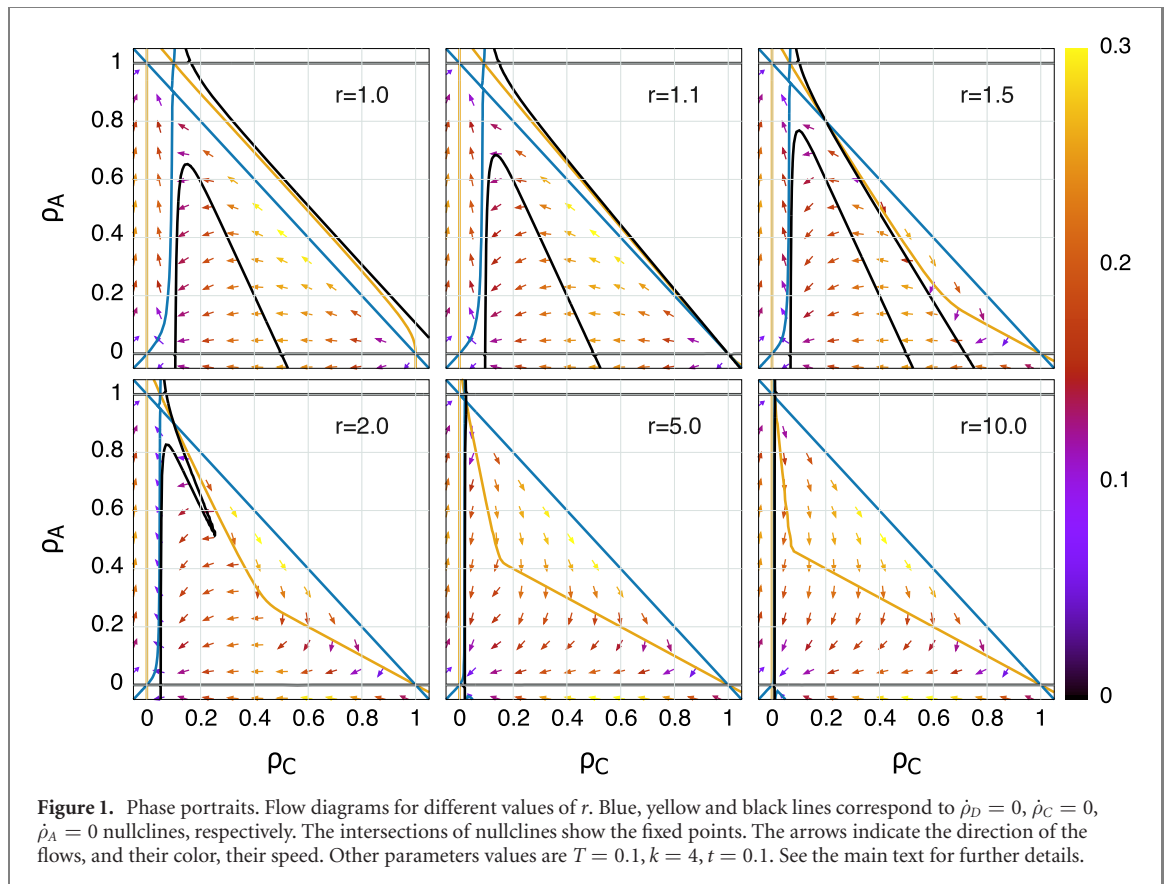 1
0.8
0.6
0.4
0.2
0
ρA
r=1.0
r=1.1
r=1.5
0.3
0.2
0.1
0
1
0.8
0.6
0.4
0.2
0
ρA
r=2.0
r=5.0
r=10.0
0 0.2 0.4 0.6 0.8 1
0 0.2 0.4 0.6 0.8 1
0 0.2 0.4 0.6 0.8 1
ρC
ρC
ρC
Figure 1. Phase portraits. Flow diagrams for different values of r. Blue, yellow and black lines correspond to ρ̇D = 0, ρ̇C = 0,
ρ̇A = 0 nullclines, respectively. The intersections of nullclines show the fixed points. The arrows indicate the direction of the
flows, and their color, their speed. Other parameters values are T = 0.1, k = 4, t = 0.1. See the main text for further details.